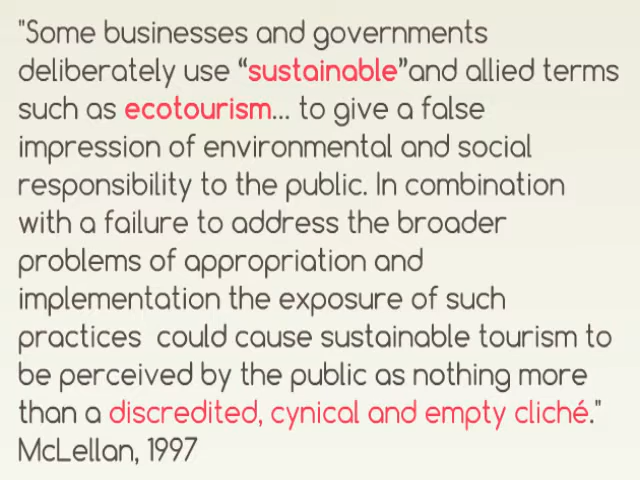 "Some businesses and governments
deliberately use “sustainable”and allied terms
such as ecotourism... to give a false
impression of environmental and social
responsibility to the public. In combination
with a failure to address the broader
problems of appropriation and
implementation the exposure of such
practices  could cause sustainable tourism to
be perceived by the public as nothing more
than a discredited, cynical and empty cliché."
McLellan, 1997